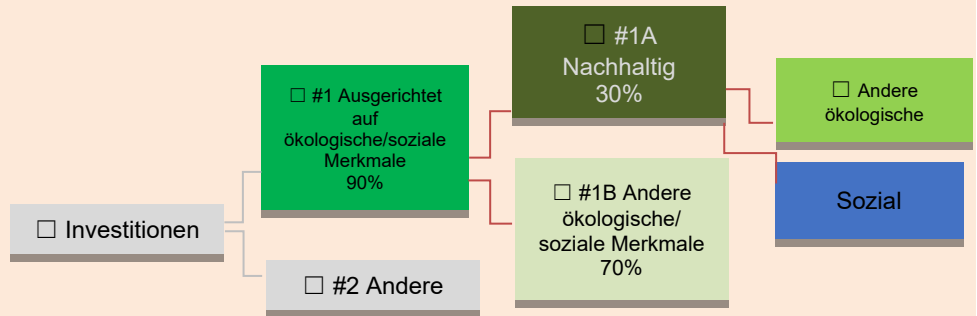 ☐ Investitionen
☐ #1 Ausgerichtet
auf
ökologische/soziale
Merkmale
90%
☐ #2 Andere
☐ #1A
Nachhaltig
30%
☐ #1B Andere
ökologische/
soziale Merkmale
70%
☐ Andere
ökologische
Sozial